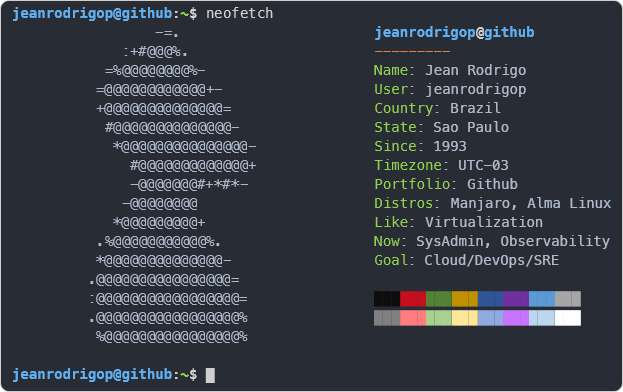 jeanrodrigop@github:~$ neofetch
jeanrodrigop@github
—————————
Name: Jean Rodrigo
User: jeanrodrigop
Country: Brazil
State: Sao Paulo
Since: 1993
Timezone: UTC—03
Portfolio: Github
Distros: Manjaro, Alma Linux
Like: Virtualization
Now: SysAdmin, Observability
Goal: Cloud/DevOps/SRE
jeanrodrigop@github:~$